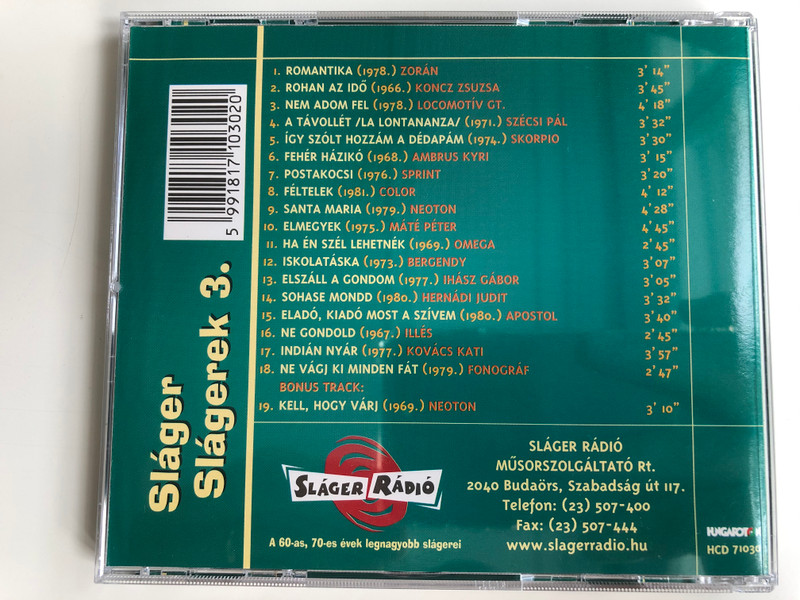 1. ROMANTIKA (1978.) ZORÁN 3' 14"
2. ROHAN AZ IDŐ (1966.) KONCZ ZSUZSA 3' 45"
3. NEM ADOM FEL (1978.) LOCOMOTÍV GT. 4' 18"
4. A TÁVOLLÉT /LA LONTANANZA/ (1971.) SZÉCSI PÁL 3' 32"
5. ÍGY SZÓLT HOZZÁM A DÉDAPÁM (1974.) SKORPIO 3' 30"
6. FEHÉR HÁZIKÓ (1968.) AMBRUS KYRI 3' 15"
7. POSTAKOCSI (1976.) SPRINT 3' 20"
8. FÉLTELEK (1981.) COLOR 4' 12"
9. SANTA MARIA (1979.) NEOTON 4' 28"
10. ELMEGYEK (1975.) MÁTÉ PÉTER 4' 45"
11. HA ÉN SZÉL LEHETNÉK (1969.) OMEGA 2' 45"
12. ISKOLATÁSKA (1973.) BERGENDY 3' 07"
13. ELSZÁLL A GONDOM (1977.) IHÁSZ GÁBOR 3' 05"
14. SOHASE MONDD (1980.) HERNÁDI JUDIT 3' 32"
15. ELADÓ, KIADÓ MOST A SZÍVEM (1980.) APOSTOL 3' 40"
16. NE GONDOLD (1967.) ILLÉS 2' 45"
17. INDIÁN NYÁR (1977.) KOVÁCS KATI 3' 57"
18. NE VÁGJ KI MINDEN FÁT (1979.) FONOGRÁF 2' 47"
BONUS TRACK:
19. KELL, HOGY VÁRJ (1969.) NEOTON 3' 10"
5 991817 103020
Sláger
Slágerek 3.
SLÁGER RÁDIÓ
A 60-as, 70-es évek legnagyobb slágerei
SLÁGER RÁDIÓ
MŰSORSZOLGÁLTATÓ Rt.
2040 Budaörs, Szabadság út 117.
Telefon: (23) 507-400
Fax: (23) 507-444
www.slagerradio.hu
HCD 71030